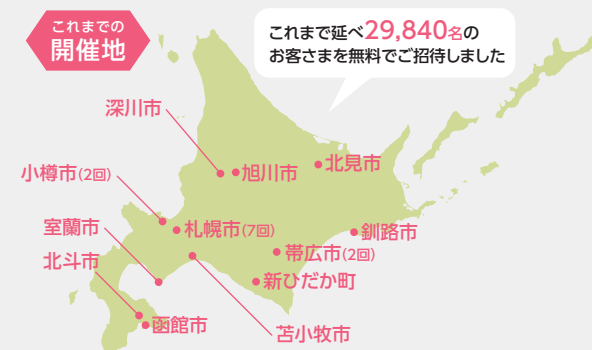 これまでの
開催地
これまで延べ29,840名の
お客さまを無料でご招待しました
深川市
旭川市
北見市
小樽市(2回)
室蘭市
札幌市(7回)
釧路市
北斗市
帯広市(2回)
新ひだか町
函館市
苫小牧市